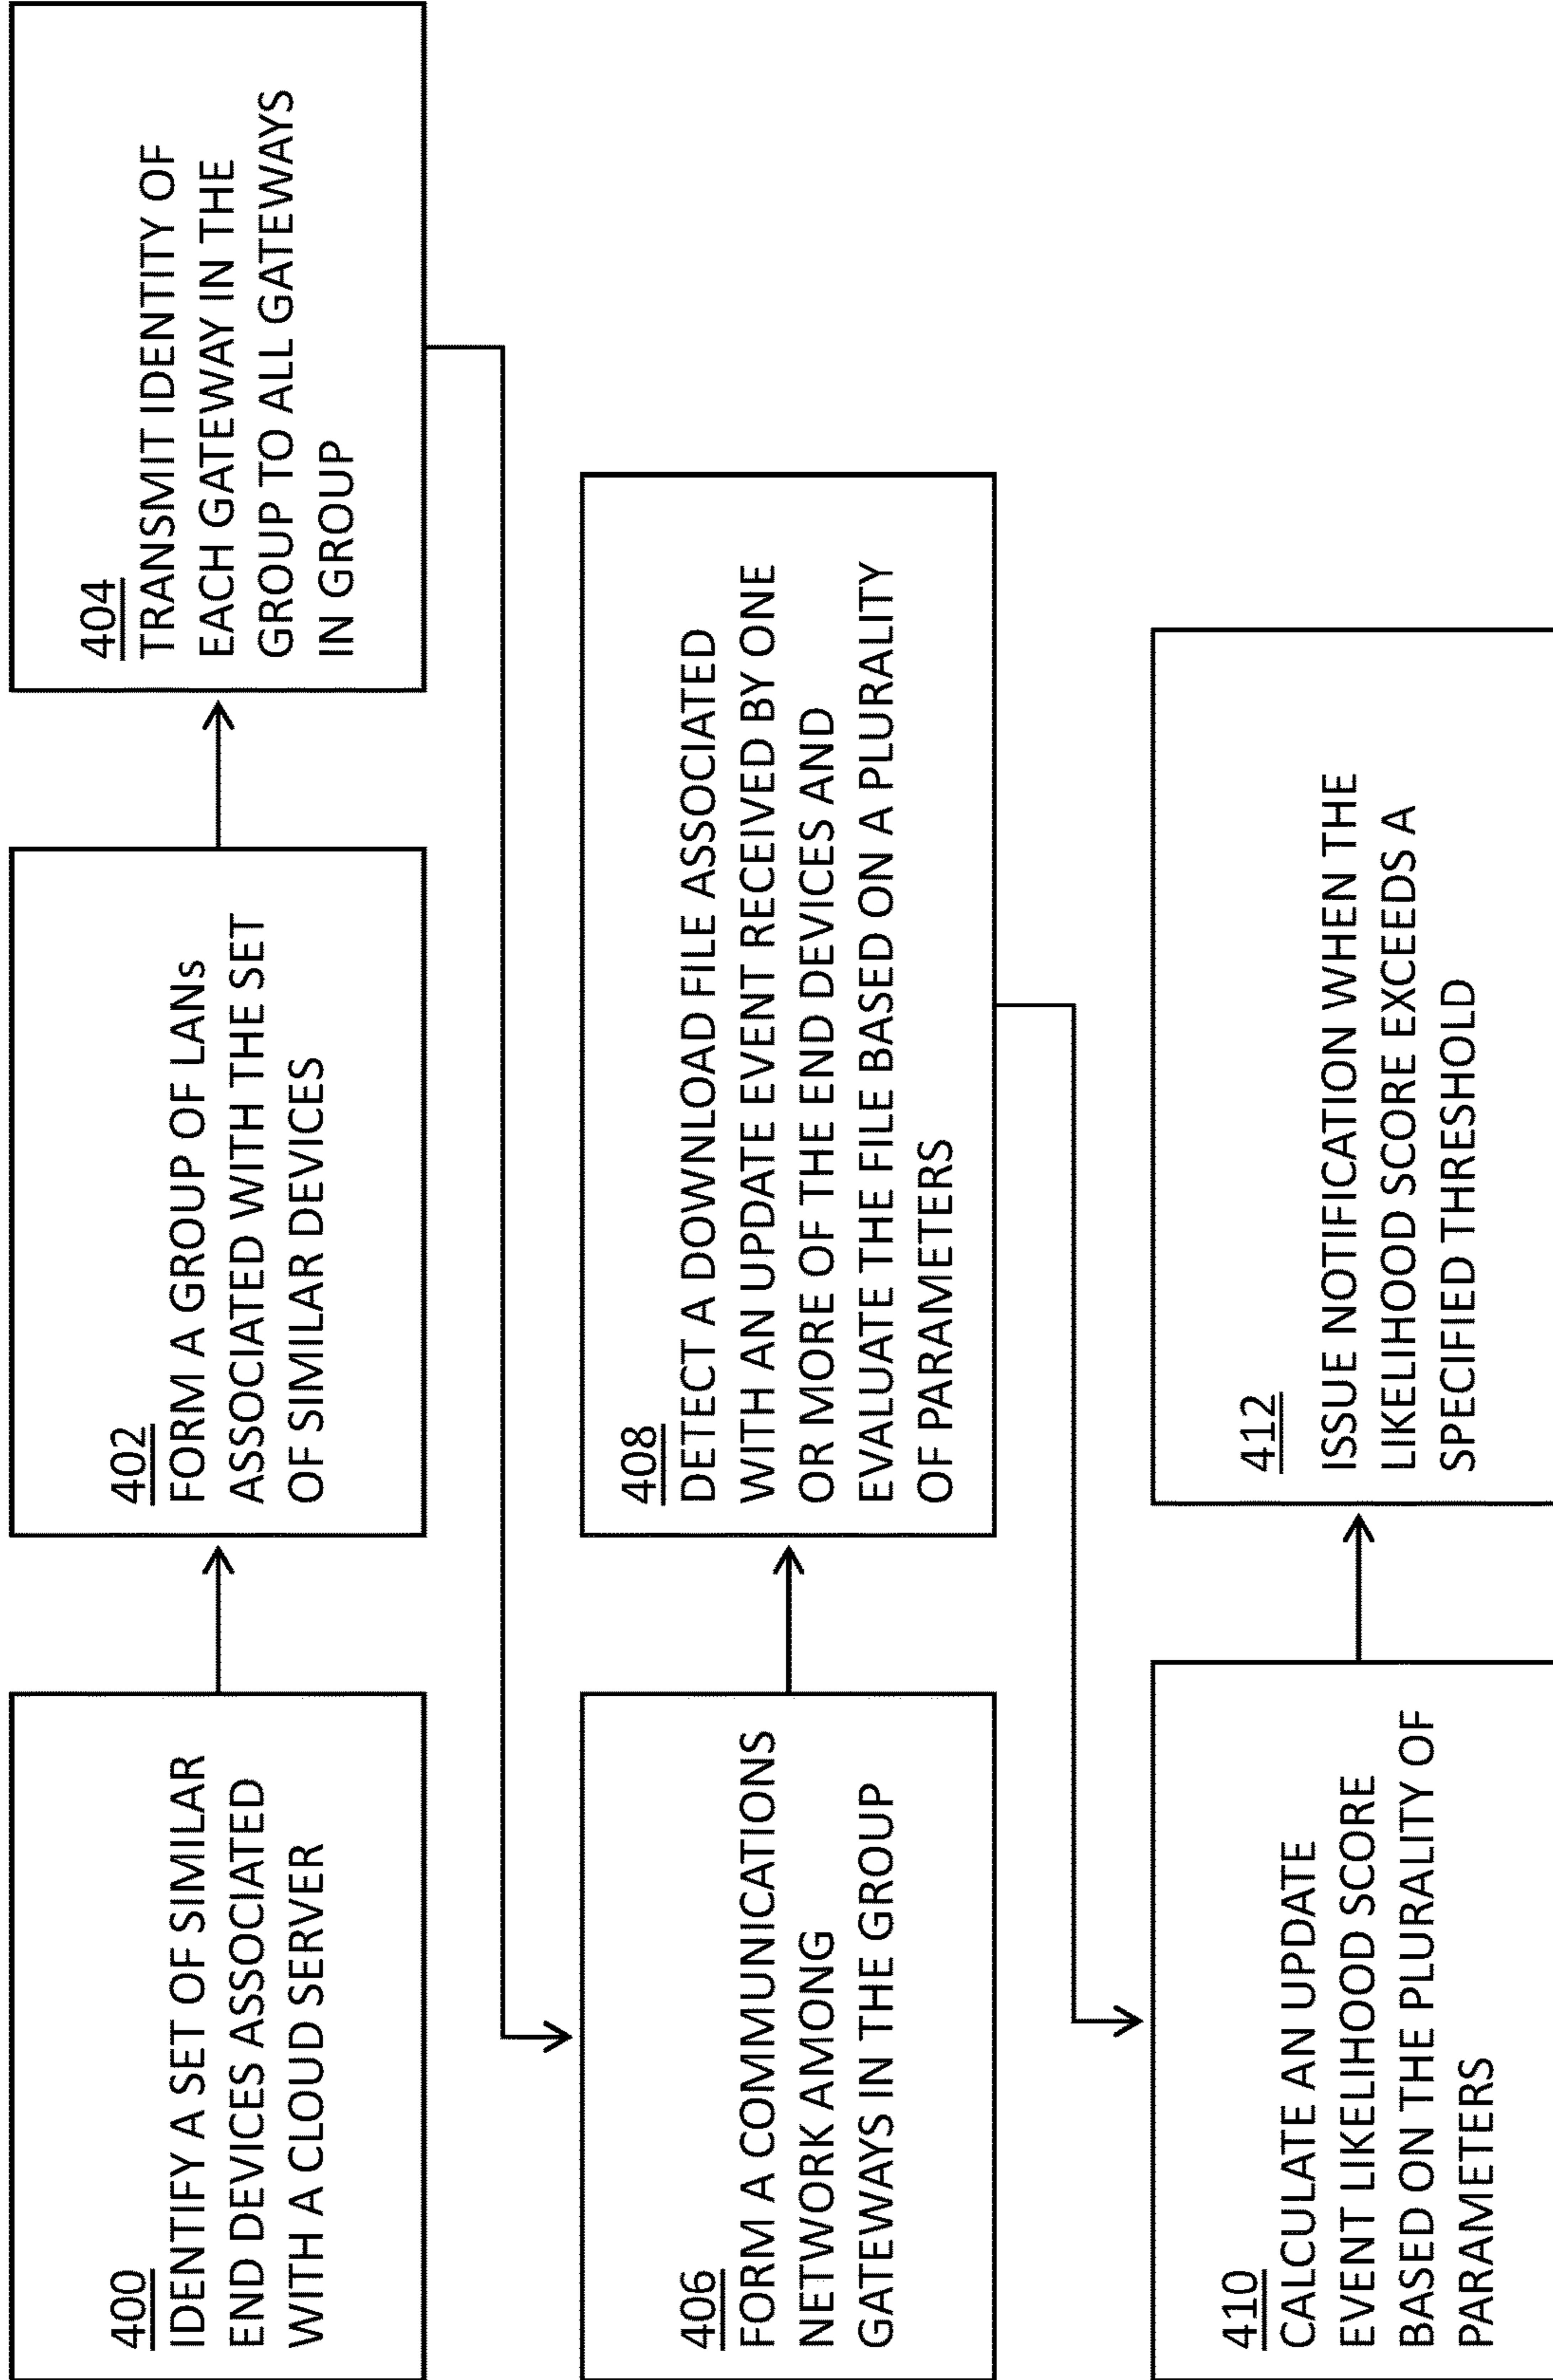 400
IDENTIFY A SET OF SIMILAR
END DEVICES ASSOCIATED
WITH A CLOUD SERVER
402
FORM A GROUP OF LANs
ASSOCIATED WITH THE SET
OF SIMILAR DEVICES
404
TRANSMIT IDENTITY OF
EACH GATEWAY IN THE
GROUP TO ALL GATEWAYS
IN GROUP
406
FORM A COMMUNICATIONS
NETWORK AMONG
GATEWAYS IN THE GROUP
408
DETECT A DOWNLOAD FILE ASSOCIATED
WITH AN UPDATE EVENT RECEIVED BY ONE
OR MORE OF THE END DEVICES AND
EVALUATE THE FILE BASED ON A PLURALITY
OF PARAMETERS
410
CALCULATE AN UPDATE
EVENT LIKELIHOOD SCORE
BASED ON THE PLURALITY OF
PARAMETERS
412
ISSUE NOTIFICATION WHEN THE
LIKELIHOOD SCORE EXCEEDS A
SPECIFIED THRESHOLD